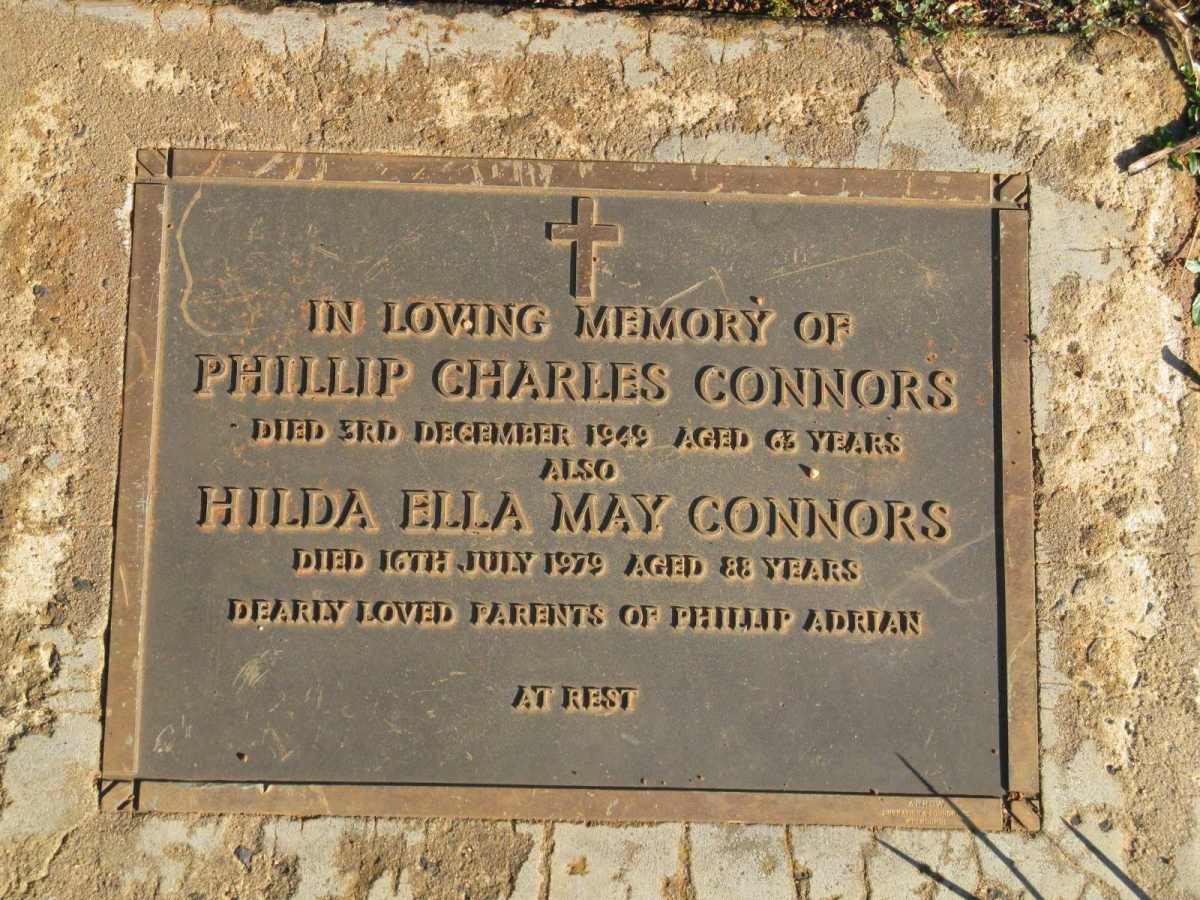 IN LOVING MEMORY OF
PHILLIP CHARLES CONNORS
DIED 3RD DECEMBER 1949 AGED 63 YEARS
ALSO
HILDA ELLA MAY CONNORS
DIED 16TH JULY 1979 AGED 88 YEARS
DEARLY LOVED PARENTS OF PHILLIP ADRIAN
AT REST
ARROW